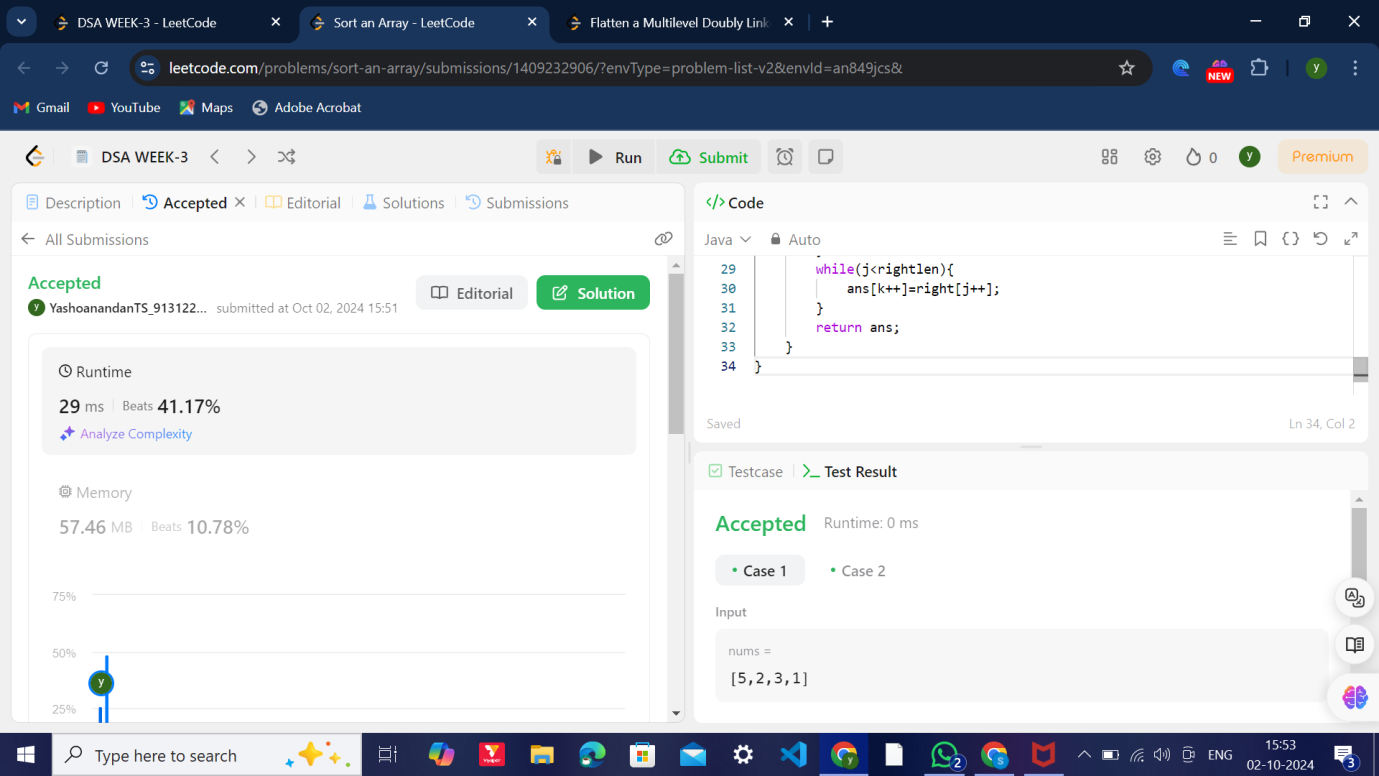 DSA WEEK-3 - LeetCode
Sort an Array - LeetCode
Flatten a Multilevel Doubly Link
leetcode.com/problems/sort-an-array/submissions/1409232906/?envType=problem-list-v2&envId=an849jcs&
NEW
y
Gmail
YouTube
Maps
Adobe Acrobat
DSA WEEK-3
Run
Submit
0
y
Premium
Description
Accepted
Editorial
Solutions
Submissions
</> Code
All Submissions
Java
Auto
Accepted
Editorial
Solution
y YashoanandanTS_913122... submitted at Oct 02, 2024 15:51
29 while(j<rightlen){
30 ans[k++]=right[j++];
31 }
32 return ans;
33 }
34 }
Saved
Ln 34, Col 2
Runtime
29 ms
Beats 41.17%
Analyze Complexity
Memory
57.46 MB
Beats 10.78%
75%
50%
y
25%
Testcase
Test Result
Accepted
Runtime: 0 ms
Case 1
Case 2
Input
nums =
[5,2,3,1]
Type here to search
2
ENG
15:53
02-10-2024
3